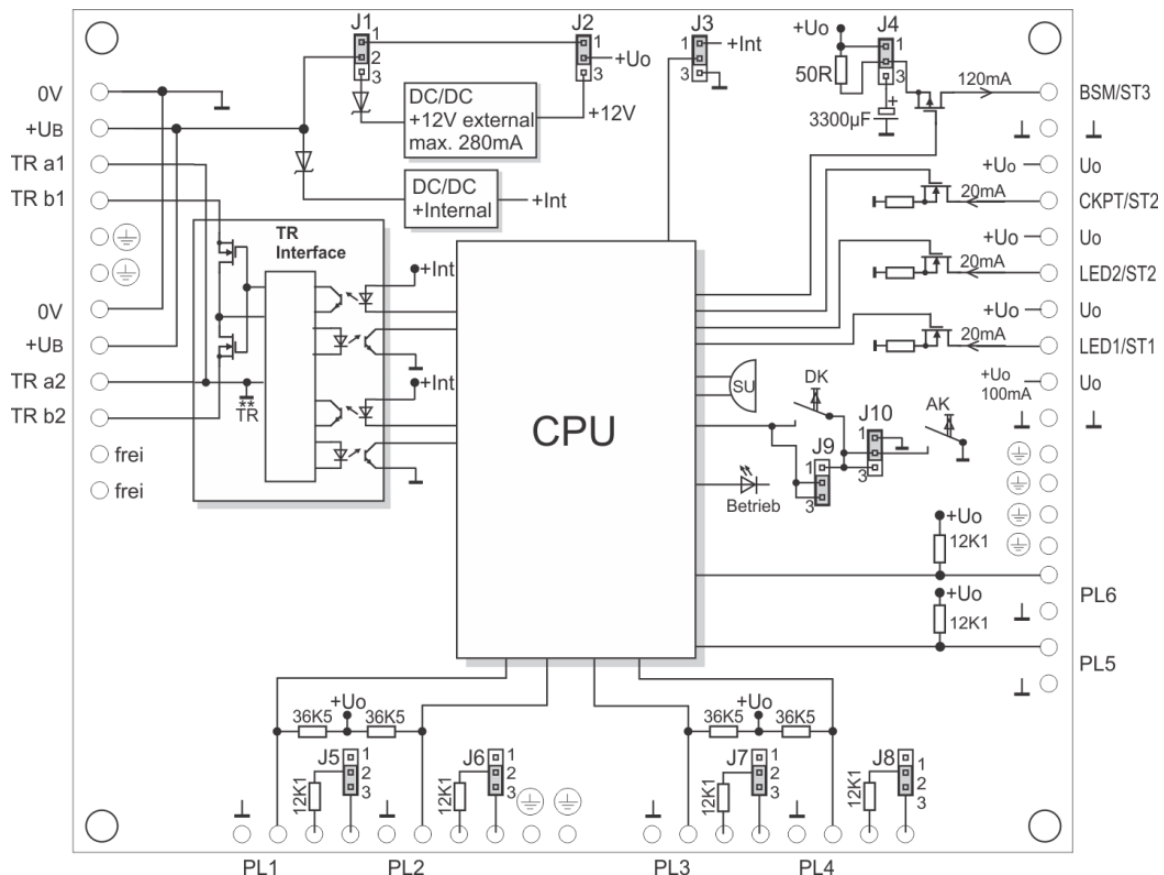 J1
J2
J3
J4
1
2
3
1
+Uo
3
+12V
1
+Int
3
+Uo
50R
1
3
+
3300µF
120mA
DC/DC
+12V external
max. 280mA
DC/DC
+Internal
+Int
0V
+UB
TR a1
TR b1
0V
+UB
TR a2
TR b2
frei
frei
TR
Interface
**
TR
+Int
+Int
CPU
BSM/ST3
+Uo
Uo
20mA
CKPT/ST2
+Uo
Uo
20mA
LED2/ST2
+Uo
Uo
20mA
LED1/ST1
+Uo
100mA
Uo
SU
DK
J10
AK
1
3
J9
1
3
Betrieb
+Uo
12K1
PL6
+Uo
12K1
PL5
+Uo
36K5
36K5
J5
1
2
3
12K1
J6
1
2
3
12K1
+Uo
36K5
36K5
J7
1
2
3
12K1
J8
1
2
3
12K1
PL1
PL2
PL3
PL4